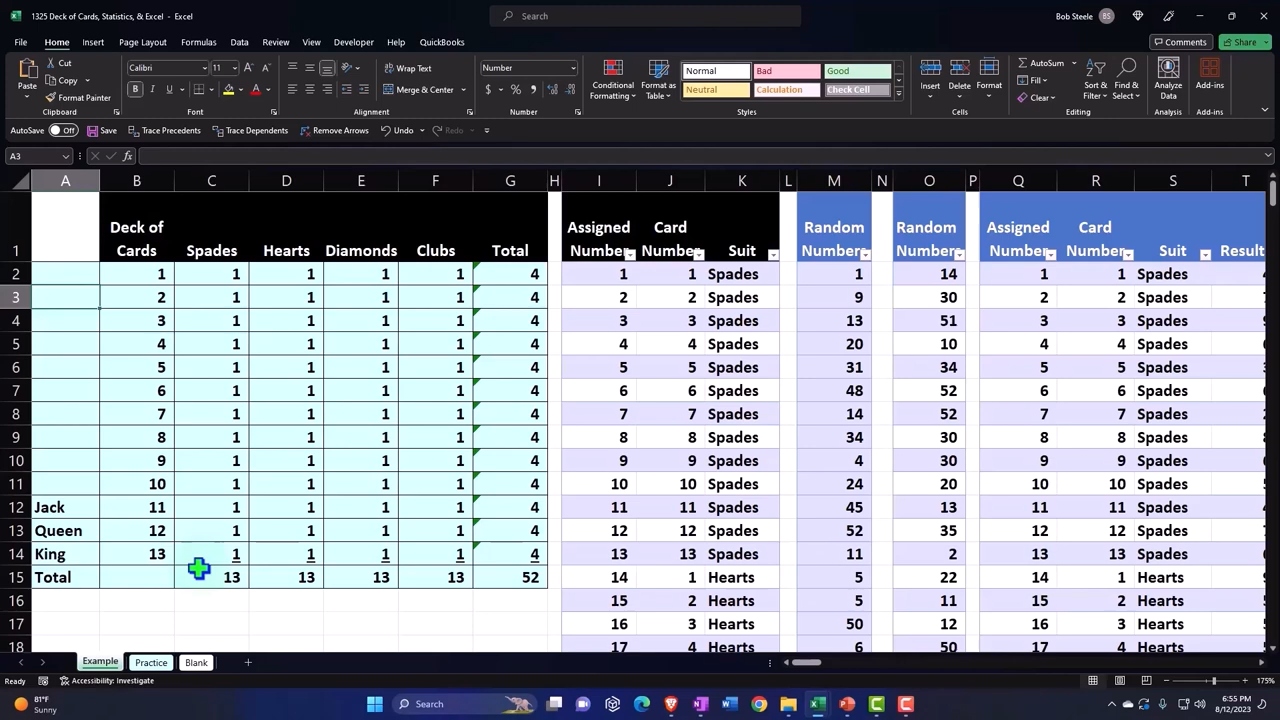 1325 Deck of Cards, Statistics, & Excel - Excel
Search
Bob Steele BS
File Home Insert Page Layout Formulas Data Review View Developer Help QuickBooks
Comments Share
Paste Cut Copy Format Painter
Clipboard
Calibri 11
B I U
Font
Wrap Text
Merge & Center
Alignment
Number
$ % ,
Number
Conditional Formatting Format as Table
Normal Bad Good
Neutral Calculation Check Cell
Styles
Insert Delete Format
Cells
AutoSum
Fill
Clear
Sort & Filter Find & Select
Editing
Analyze Data
Analysis
Add-ins
Add-ins
AutoSave Off Save Trace Precedents Trace Dependents Remove Arrows Undo Redo
A3 fx
A B C D E F G H I J K L M N O P Q R S T
1 Deck of Cards Spades Hearts Diamonds Clubs Total Assigned Number Card Number Suit Random Number Random Number Assigned Number Card Number Suit Result
2 1 1 1 1 1 4 1 1 Spades 1 14 1 1 Spades
3 2 1 1 1 1 4 2 2 Spades 9 30 2 2 Spades
4 3 1 1 1 1 4 3 3 Spades 13 51 3 3 Spades
5 4 1 1 1 1 4 4 4 Spades 20 10 4 4 Spades
6 5 1 1 1 1 4 5 5 Spades 31 34 5 5 Spades
7 6 1 1 1 1 4 6 6 Spades 48 52 6 6 Spades
8 7 1 1 1 1 4 7 7 Spades 14 52 7 7 Spades
9 8 1 1 1 1 4 8 8 Spades 34 30 8 8 Spades
10 9 1 1 1 1 4 9 9 Spades 4 30 9 9 Spades
11 10 1 1 1 1 4 10 10 Spades 24 20 10 10 Spades
12 Jack 11 1 1 1 1 4 11 11 Spades 45 13 11 11 Spades
13 Queen 12 1 1 1 1 4 12 12 Spades 52 35 12 12 Spades
14 King 13 1 1 1 1 4 13 13 Spades 11 2 13 13 Spades
15 Total 13 13 13 13 52 14 1 Hearts 5 22 14 1 Hearts
16 15 2 Hearts 5 11 15 2 Hearts
17 16 3 Hearts 50 12 16 3 Hearts
18 17 4 Hearts 6 50 17 4 Hearts
Example Practice Blank
Ready Accessibility: Investigate 175%
81°F
Sunny
Search
6:55 PM
8/12/2023